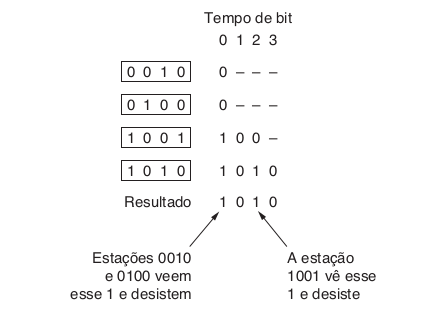 Tempo de bit
0 1 2 3
0 0 1 0 0 – – –
0 1 0 0 0 – – –
1 0 0 1 1 0 0 –
1 0 1 0 1 0 1 0
Resultado 1 0 1 0
Estações 0010
e 0100 veem
esse 1 e desistem
A estação
1001 vê esse
1 e desiste